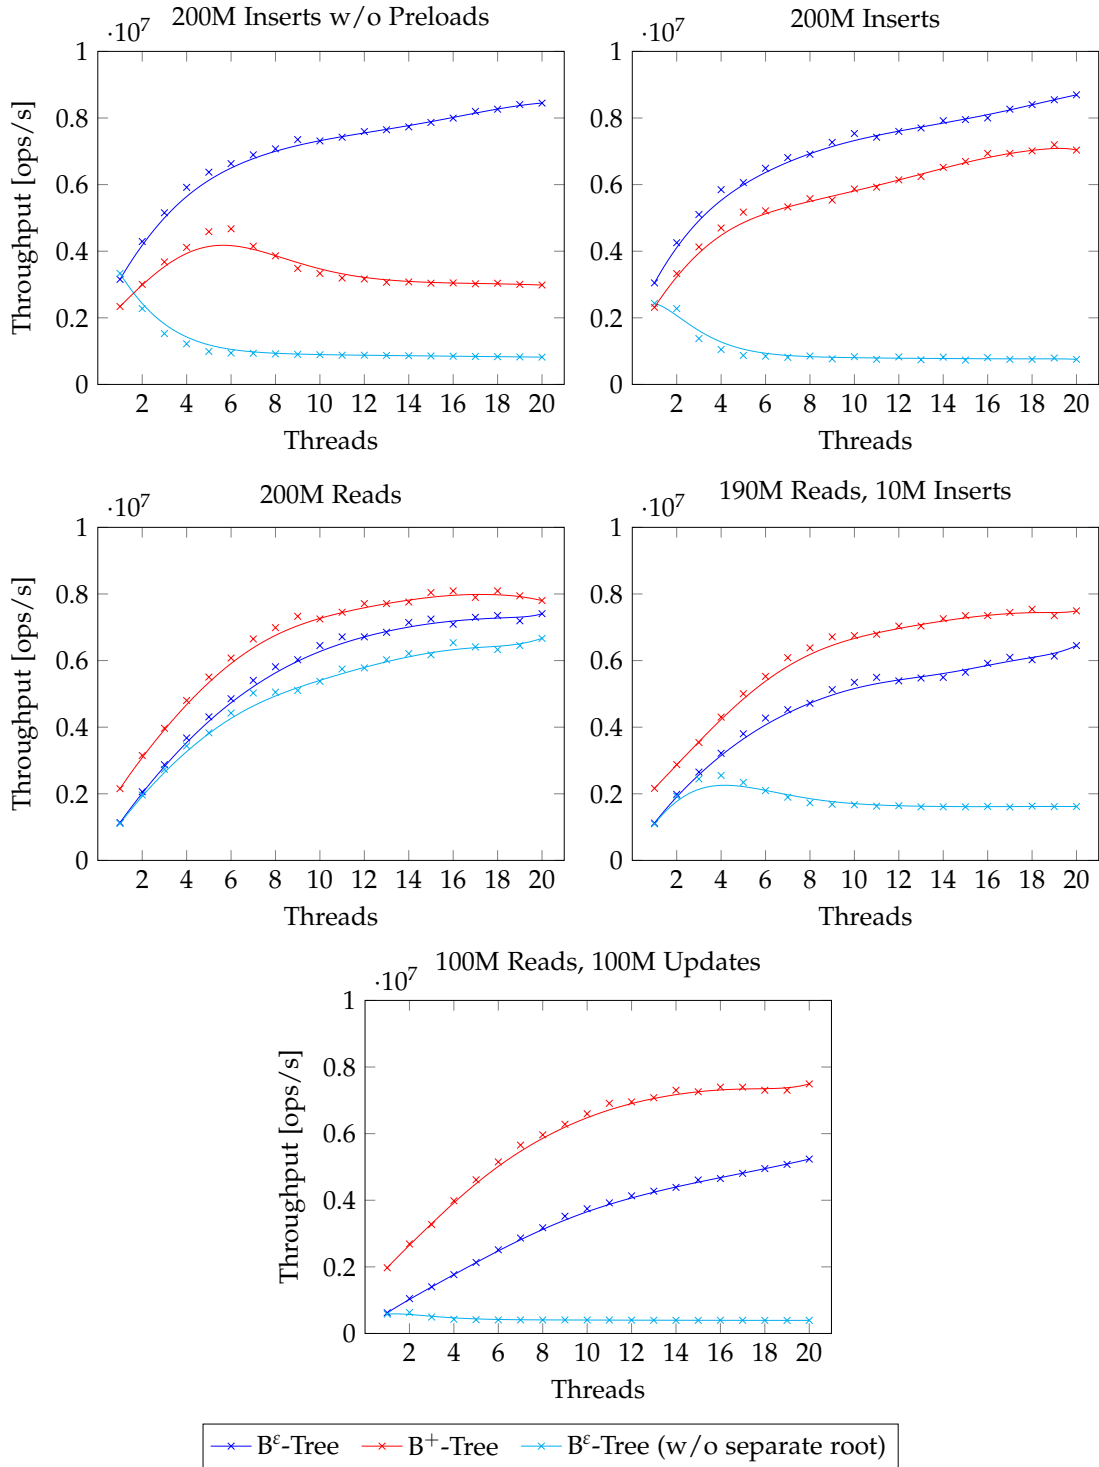 200M Inserts w/o Preloads
·10^7
1
0.8
0.6
0.4
0.2
0
Throughput [ops/s]
2 4 6 8 10 12 14 16 18 20
Threads
200M Inserts
·10^7
1
0.8
0.6
0.4
0.2
0
2 4 6 8 10 12 14 16 18 20
Threads
200M Reads
·10^7
1
0.8
0.6
0.4
0.2
0
Throughput [ops/s]
2 4 6 8 10 12 14 16 18 20
Threads
190M Reads, 10M Inserts
·10^7
1
0.8
0.6
0.4
0.2
0
2 4 6 8 10 12 14 16 18 20
Threads
100M Reads, 100M Updates
·10^7
1
0.8
0.6
0.4
0.2
0
Throughput [ops/s]
2 4 6 8 10 12 14 16 18 20
Threads
B^ε-Tree B^+-Tree B^ε-Tree (w/o separate root)